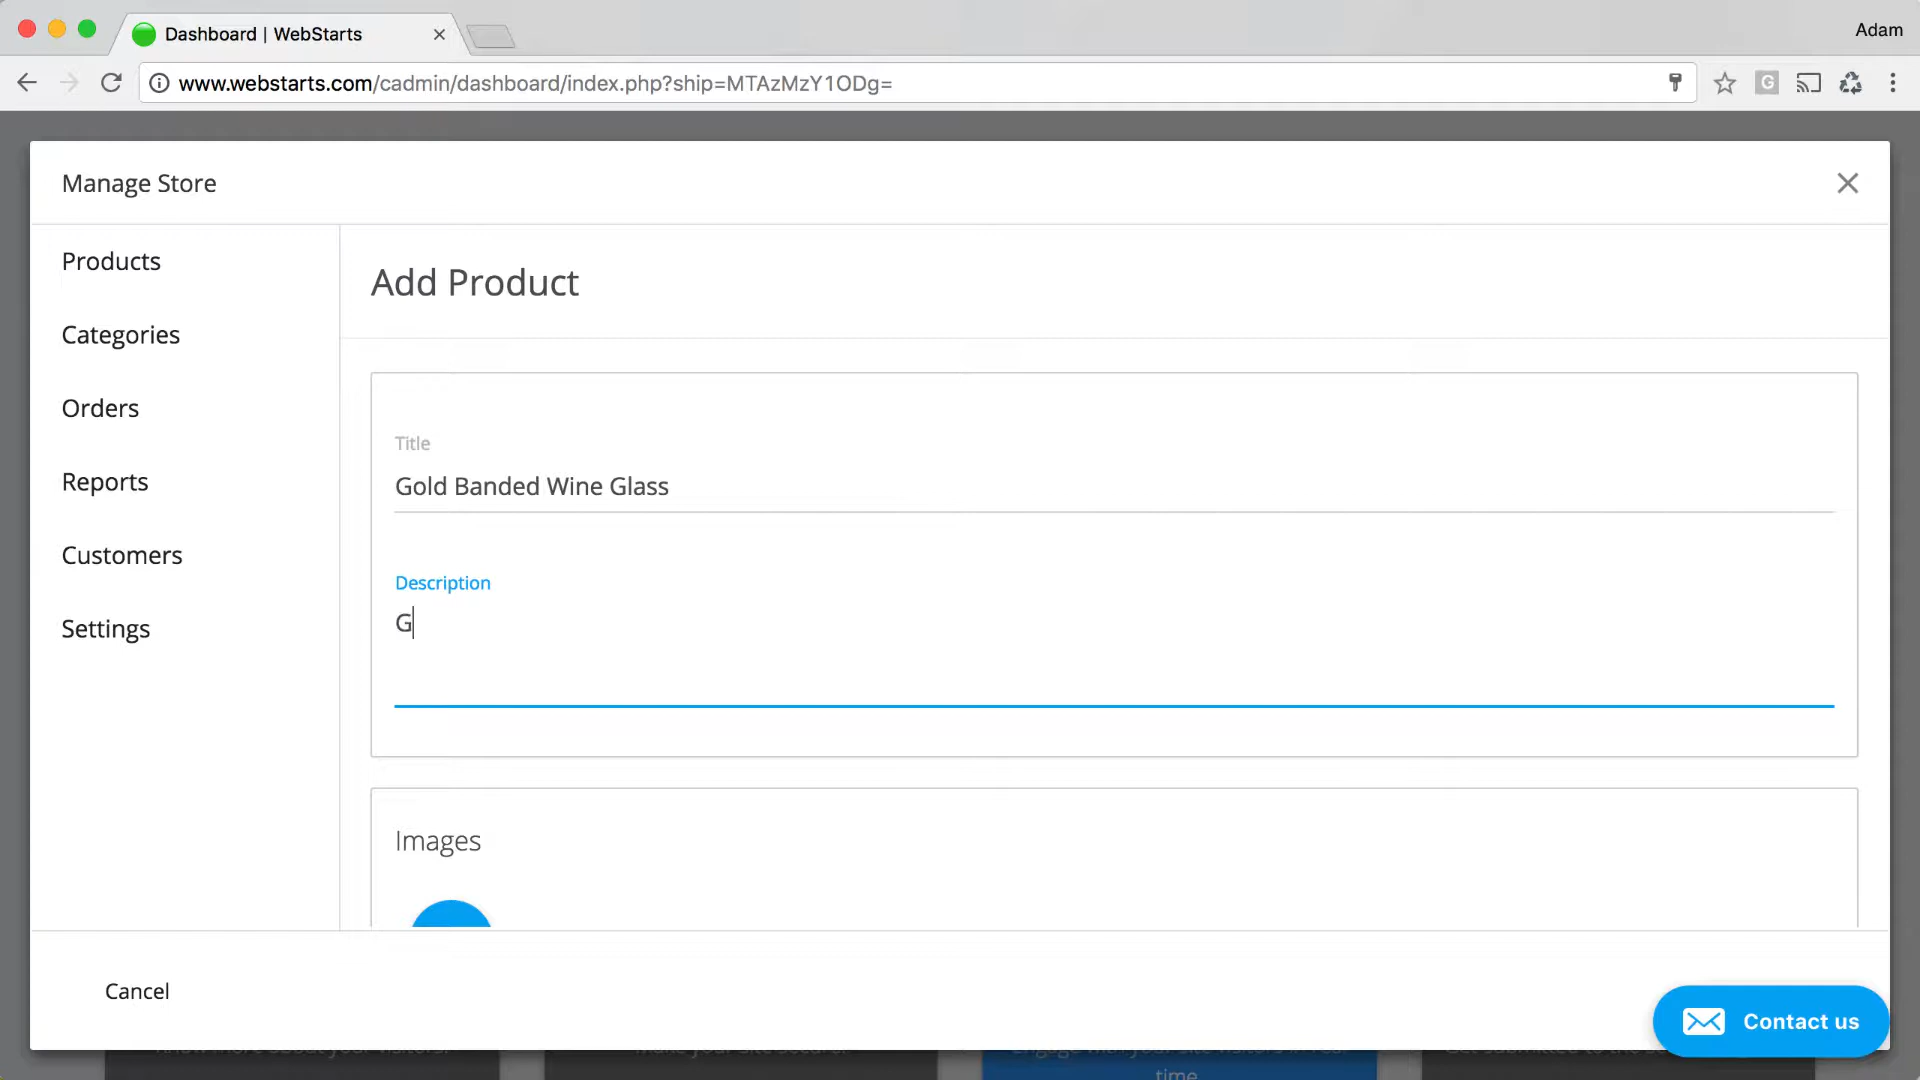 Dashboard | WebStarts
Adam
www.webstarts.com/cadmin/dashboard/index.php?ship=MTAzMzY1ODg=
G
Manage Store
Products
Categories
Orders
Reports
Customers
Settings
Add Product
Title
Gold Banded Wine Glass
Description
G
Images
Cancel
Contact us
time